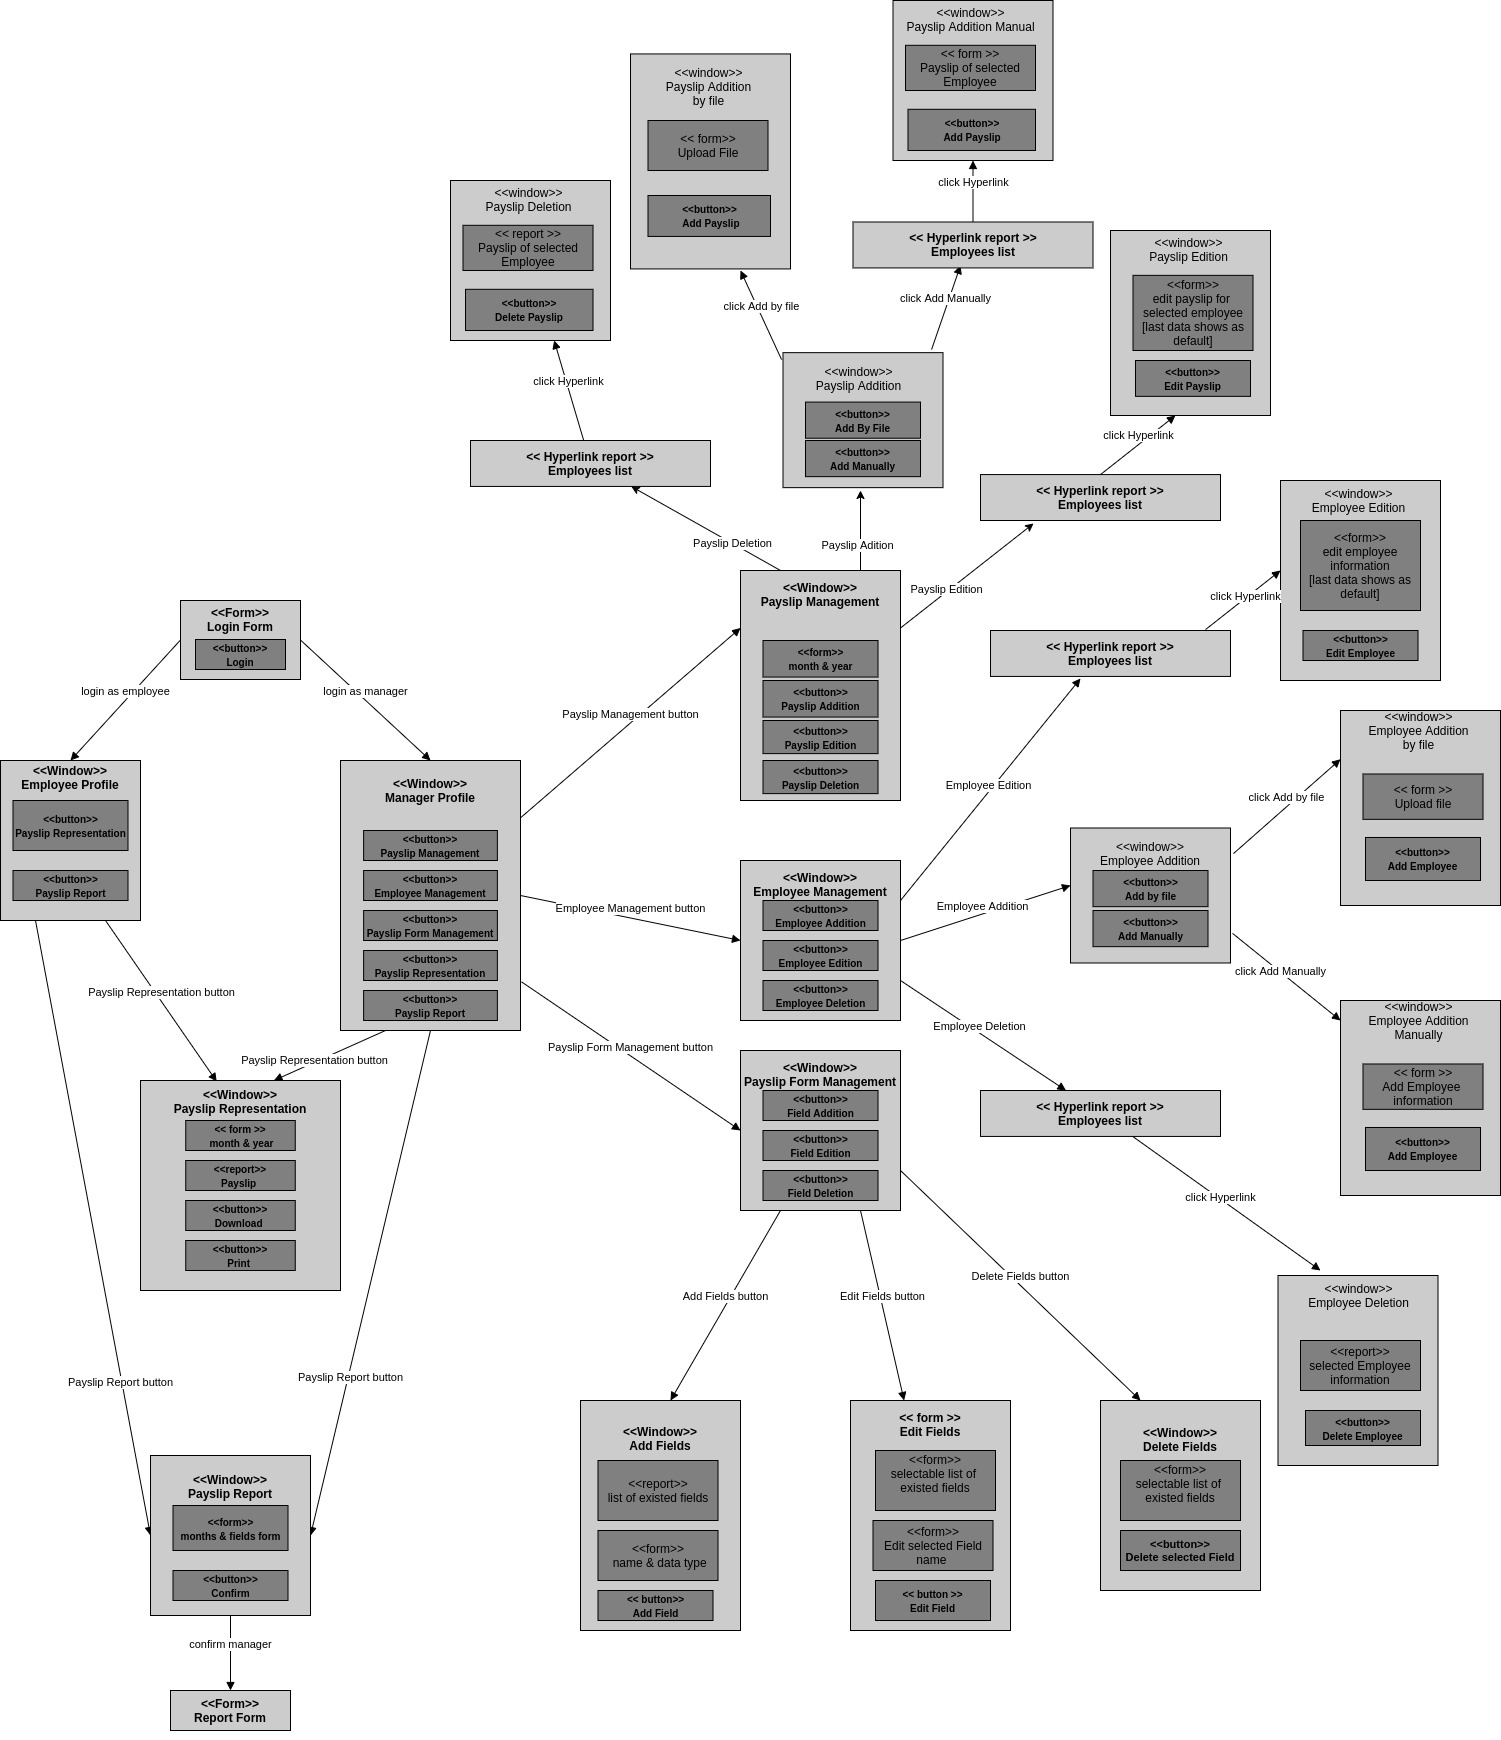 <<window>>
Payslip Addition Manual
<< form >>
Payslip of selected
Employee
<<button>>
Add Payslip
click Hyperlink
<< Hyperlink report >>
Employees list
<<window>>
Payslip Addition
by file
<< form>>
Upload File
<<button>>
Add Payslip
click Add by file
click Add Manually
<<window>>
Payslip Deletion
<< report >>
Payslip of selected
Employee
<<button>>
Delete Payslip
click Hyperlink
<< Hyperlink report >>
Employees list
<<window>>
Payslip Addition
<<button>>
Add By File
<<button>>
Add Manually
<<window>>
Payslip Edition
<<form>>
edit payslip for
selected employee
[last data shows as
default]
<<button>>
Edit Payslip
click Hyperlink
<< Hyperlink report >>
Employees list
Payslip Deletion
Payslip Adition
Payslip Edition
<<window>>
Employee Edition
<<form>>
edit employee
information
[last data shows as
default]
<<button>>
Edit Employee
click Hyperlink
<< Hyperlink report >>
Employees list
<<Window>>
Payslip Management
<<form>>
month & year
<<button>>
Payslip Addition
<<button>>
Payslip Edition
<<button>>
Payslip Deletion
<<Form>>
Login Form
<<button>>
Login
login as employee
login as manager
Payslip Management button
Employee Edition
<<window>>
Employee Addition
by file
<< form >>
Upload file
<<button>>
Add Employee
click Add by file
<<Window>>
Employee Profile
<<button>>
Payslip Representation
<<button>>
Payslip Report
<<Window>>
Manager Profile
<<button>>
Payslip Management
<<button>>
Employee Management
<<button>>
Payslip Form Management
<<button>>
Payslip Representation
<<button>>
Payslip Report
Employee Management button
<<Window>>
Employee Management
<<button>>
Employee Addition
<<button>>
Employee Edition
<<button>>
Employee Deletion
Employee Addition
<<window>>
Employee Addition
<<button>>
Add by file
<<button>>
Add Manually
click Add Manually
<<window>>
Employee Addition
Manually
<< form >>
Add Employee
information
<<button>>
Add Employee
Payslip Representation button
Payslip Representation button
Payslip Form Management button
Employee Deletion
<< Hyperlink report >>
Employees list
click Hyperlink
<<Window>>
Payslip Form Management
<<button>>
Field Addition
<<button>>
Field Edition
<<button>>
Field Deletion
<<Window>>
Payslip Representation
<< form >>
month & year
<<report>>
Payslip
<<button>>
Download
<<button>>
Print
Add Fields button
Edit Fields button
Delete Fields button
<<window>>
Employee Deletion
<<report>>
selected Employee
information
<<button>>
Delete Employee
Payslip Report button
Payslip Report button
<<Window>>
Payslip Report
<<form>>
months & fields form
<<button>>
Confirm
confirm manager
<<Form>>
Report Form
<<Window>>
Add Fields
<<report>>
list of existed fields
<<form>>
name & data type
<< button>>
Add Field
<< form >>
Edit Fields
<<form>>
selectable list of
existed fields
<<form>>
Edit selected Field
name
<< button >>
Edit Field
<<Window>>
Delete Fields
<<form>>
selectable list of
existed fields
<<button>>
Delete selected Field